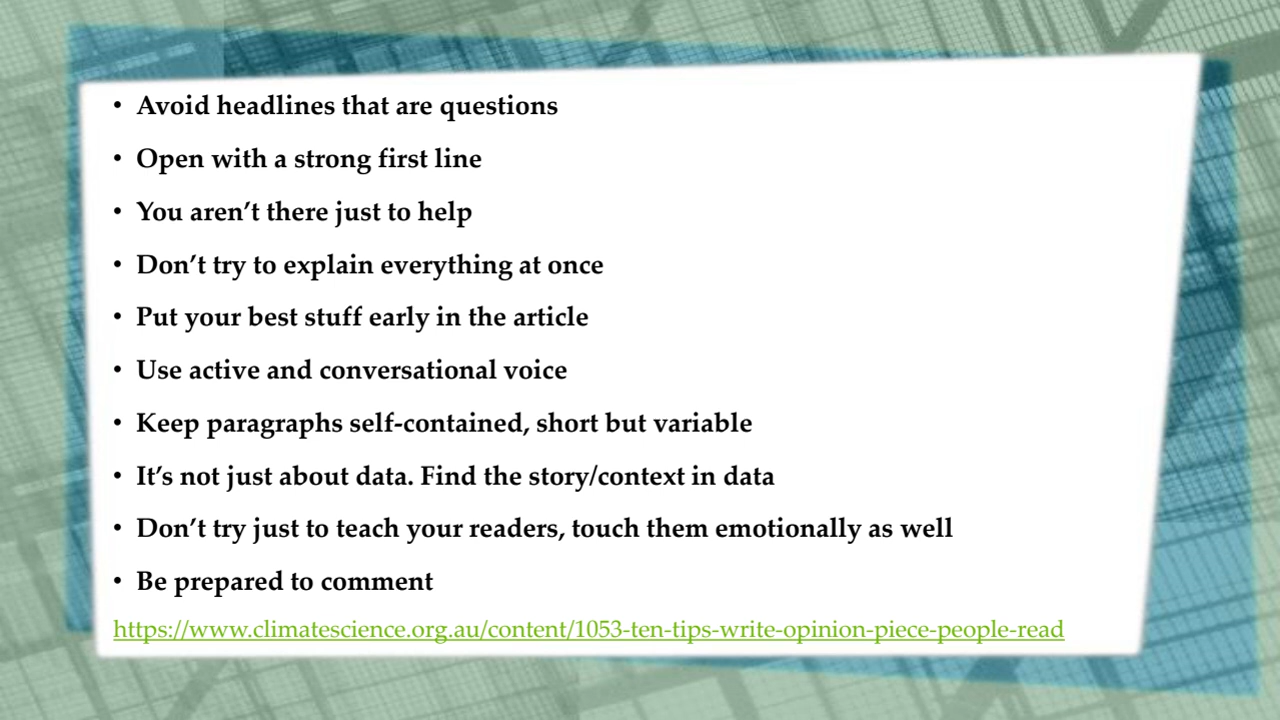 • Avoid headlines that are questions
• Open with a strong first line
• You aren’t there just to help
• Don’t try to explain everything at once
• Put your best stuff early in the article
• Use active and conversational voice
• Keep paragraphs self-contained, short but variable
• It’s not just about data. Find the story/context in data
• Don’t try just to teach your readers, touch them emotionally as well
• Be prepared to comment
https://www.climatescience.org.au/content/1053-ten-tips-write-opinion-piece-people-read